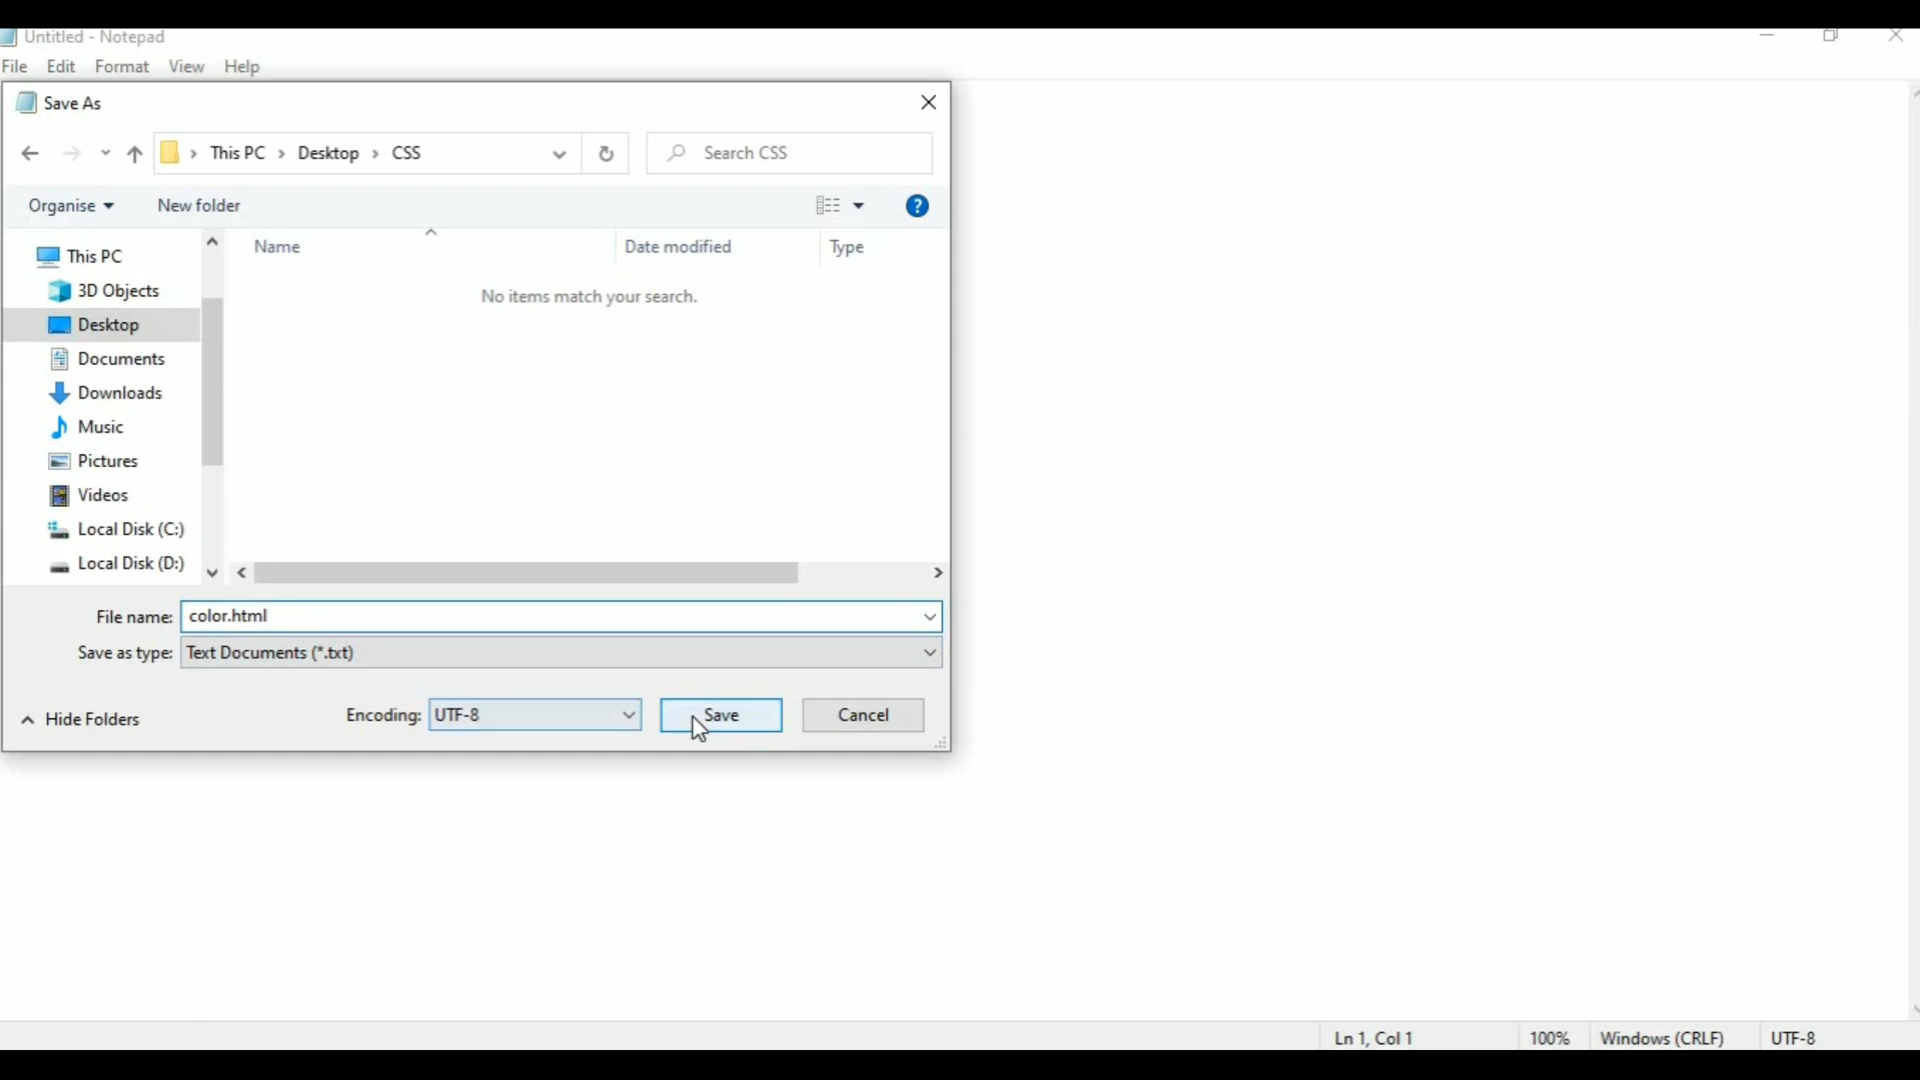 Untitled - Notepad
File Edit Format View Help
Save As
This PC > Desktop > CSS
Search CSS
Organise New folder
?
Name Date modified Type
No items match your search.
This PC
3D Objects
Desktop
Documents
Downloads
Music
Pictures
Videos
Local Disk (C:)
Local Disk (D:)
File name: color.html
Save as type: Text Documents (*.txt)
Hide Folders Encoding: UTF-8 Save Cancel
Ln 1, Col 1 100% Windows (CRLF) UTF-8